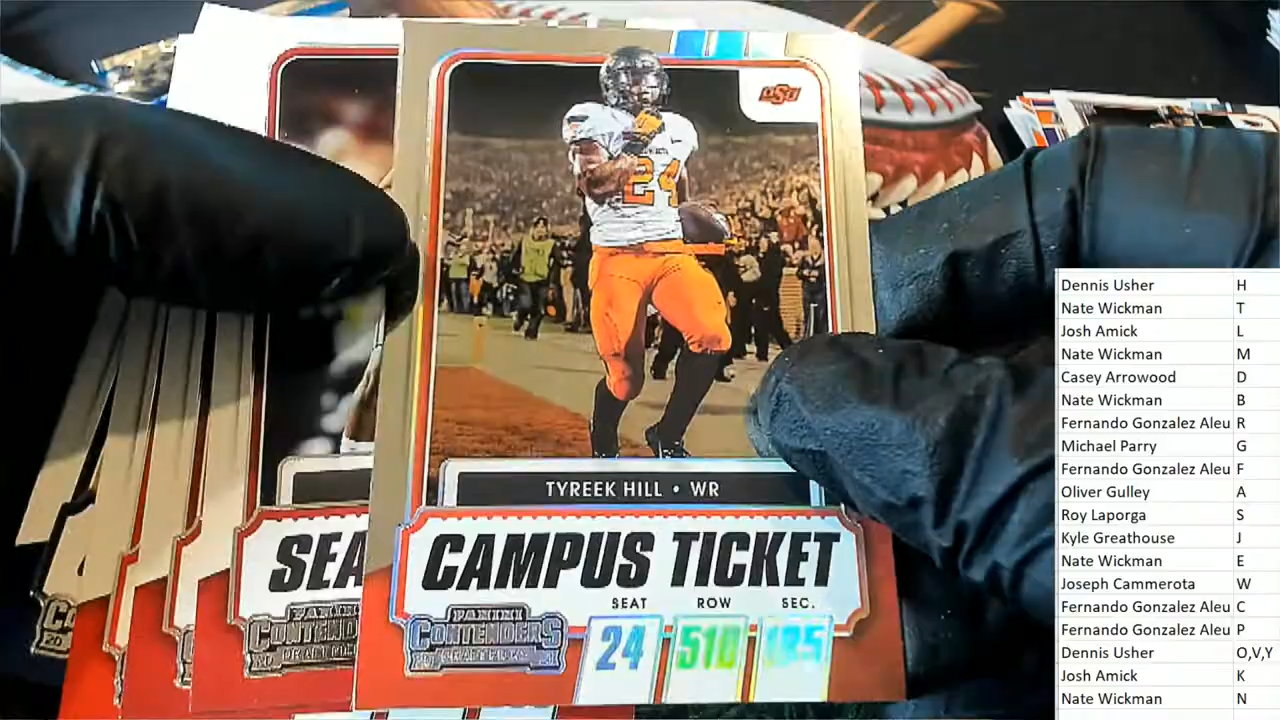 OSU
24
TYREEK HILL • WR
SEA
CAMPUS TICKET
SEAT ROW SEC.
PANINI
CONTENDERS
24 510 185
Dennis Usher H
Nate Wickman T
Josh Amick L
Nate Wickman M
Casey Arrowood D
Nate Wickman B
Fernando Gonzalez Aleu R
Michael Parry G
Fernando Gonzalez Aleu F
Oliver Gulley A
Roy Laporga S
Kyle Greathouse J
Nate Wickman E
Joseph Cammerota W
Fernando Gonzalez Aleu C
Fernando Gonzalez Aleu P
Dennis Usher O,V,Y
Josh Amick K
Nate Wickman N